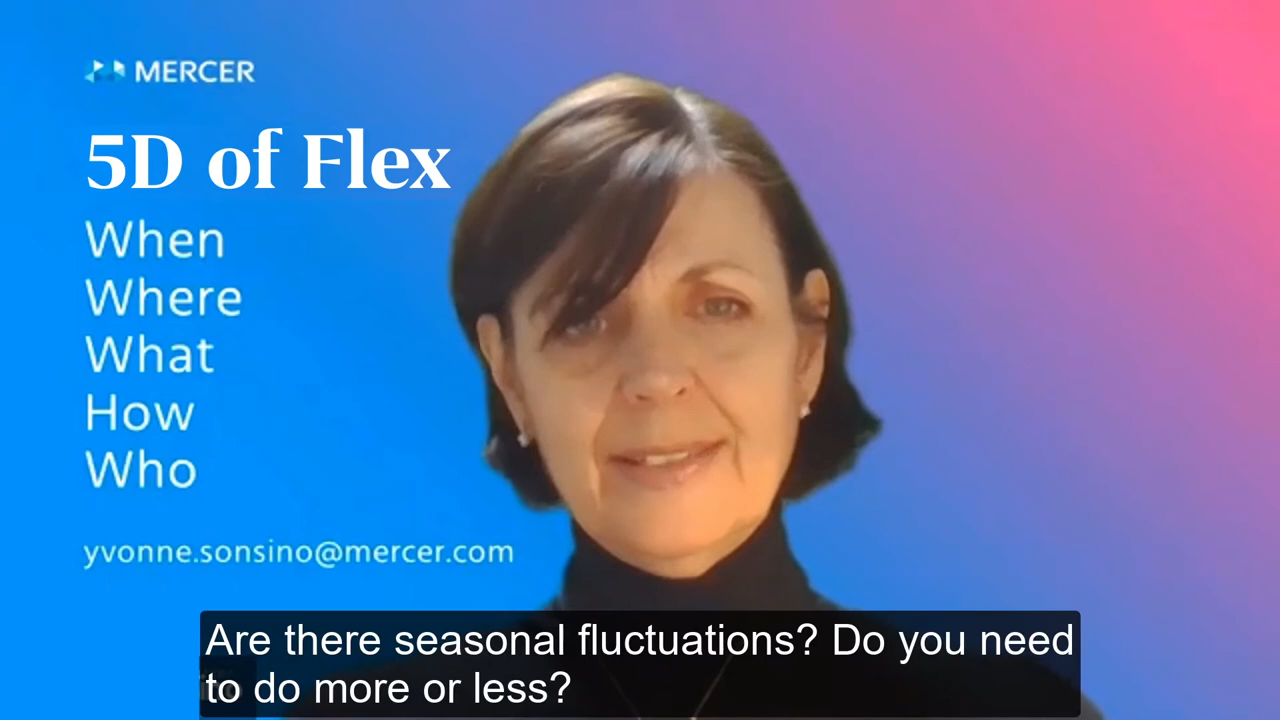 MERCER
5D of Flex
When
Where
What
How
Who
yvonne.sonsino@mercer.com
Are there seasonal fluctuations? Do you need
to do more or less?